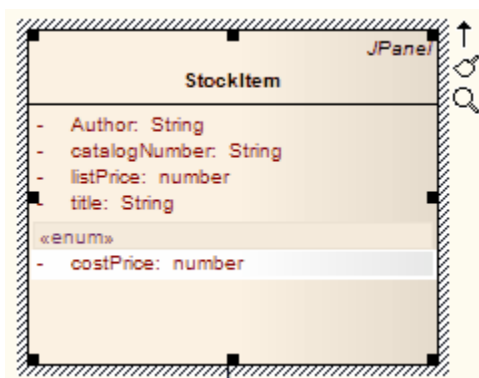 JPanel
StockItem
- Author: String
- catalogNumber: String
- listPrice: number
- title: String
«enum»
- costPrice: number